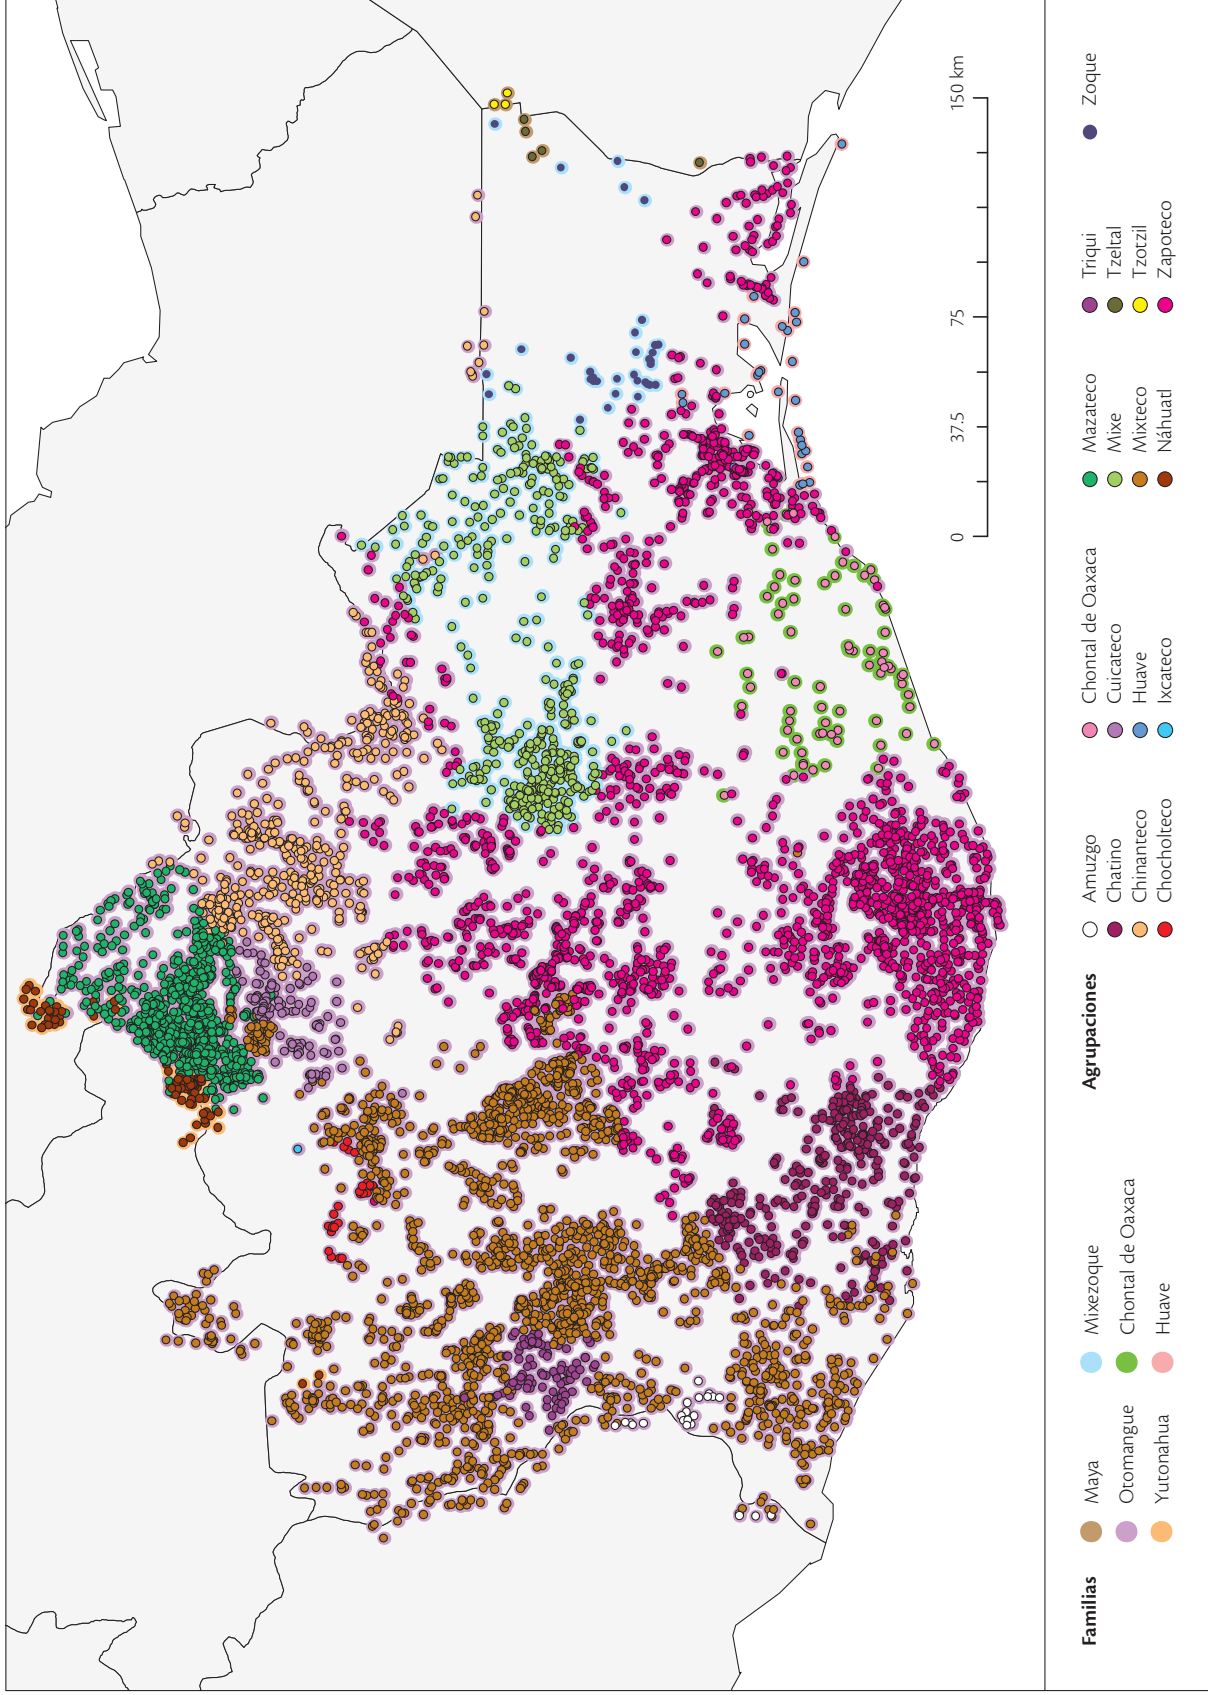 150 km
75
37.5
0
Familias
Maya
Otomangue
Yutonahua
Mixezoque
Chontal de Oaxaca
Huave
Agrupaciones
Amuzgo
Chatino
Chinanteco
Chocholteco
Chontal de Oaxaca
Cuicateco
Huave
Ixcateco
Mazateco
Mixe
Mixteco
Náhuatl
Triqui
Tzeltal
Tzotzil
Zapoteco
Zoque